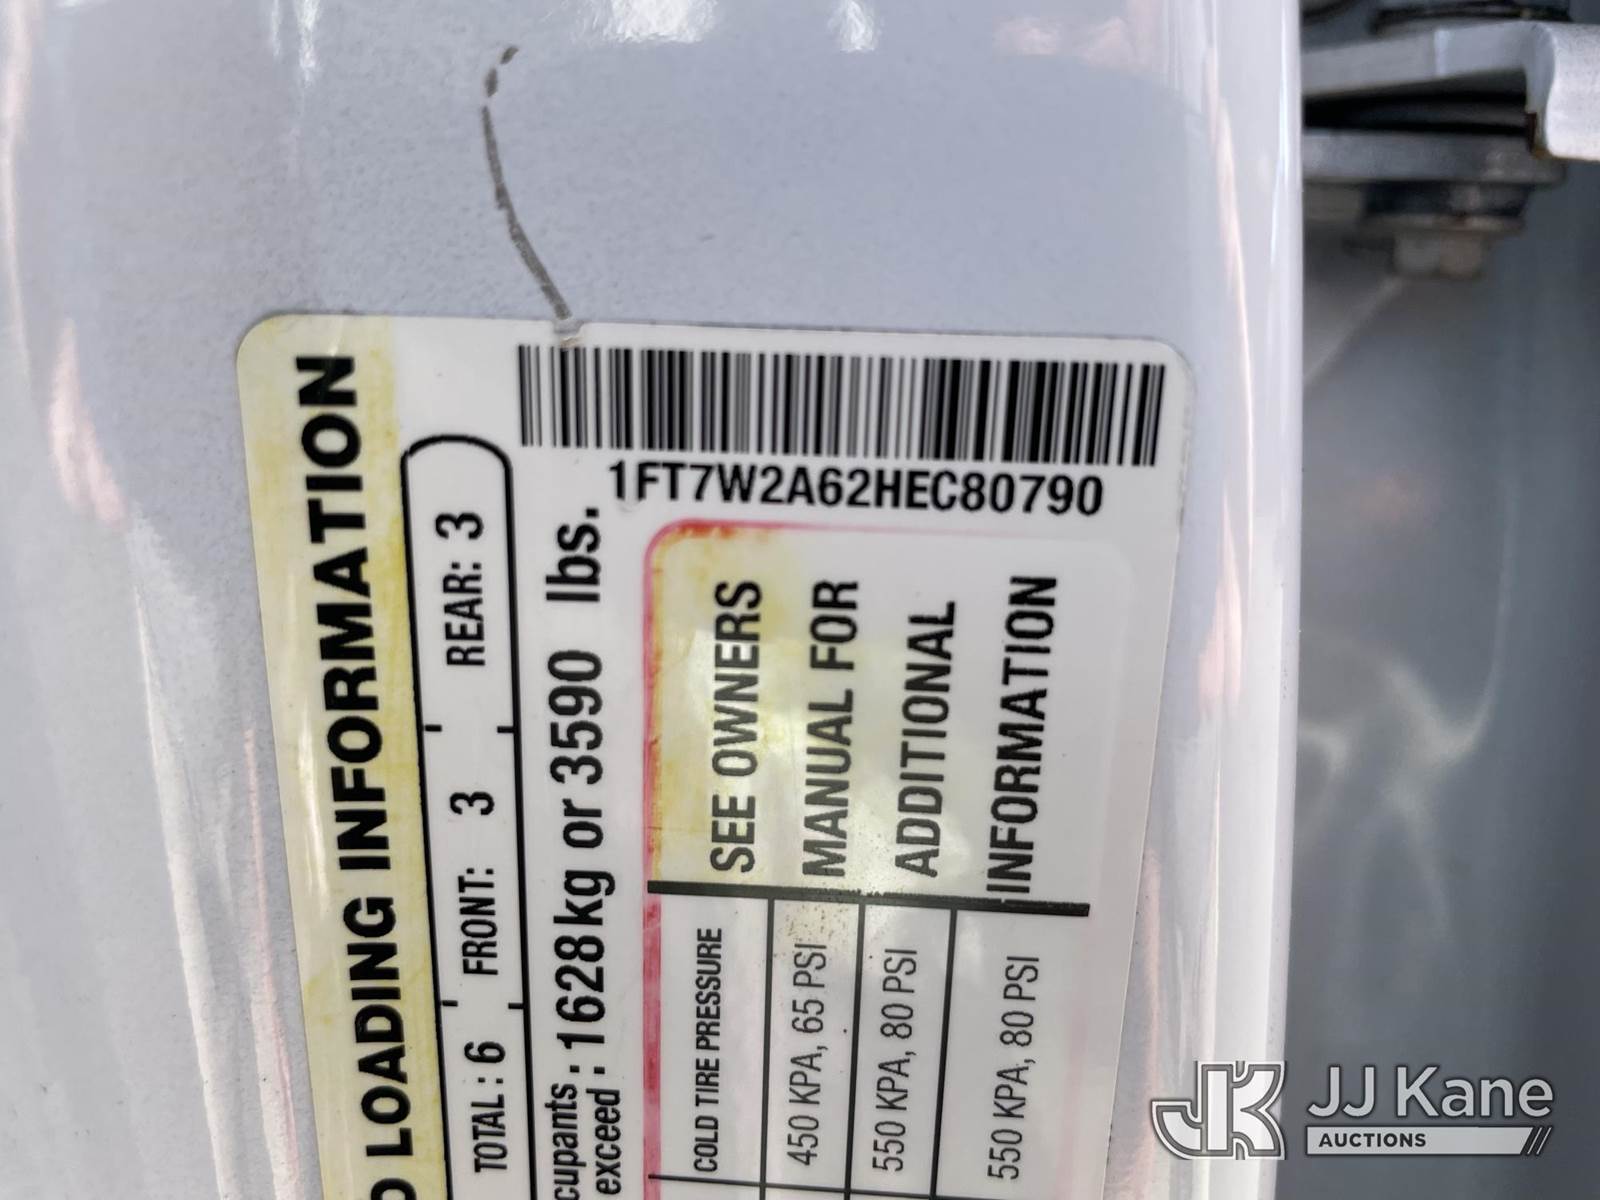 LOADING INFORMATION
TOTAL : 6 FRONT: 3 REAR: 3
exceed : 1628 kg or 3590 lbs.
1FT7W2A62HEC80790
COLD TIRE PRESSURE
450 KPA, 65 PSI
550 KPA, 80 PSI
550 KPA, 80 PSI
SEE OWNERS
MANUAL FOR
ADDITIONAL
INFORMATION
JK JJ Kane
AUCTIONS